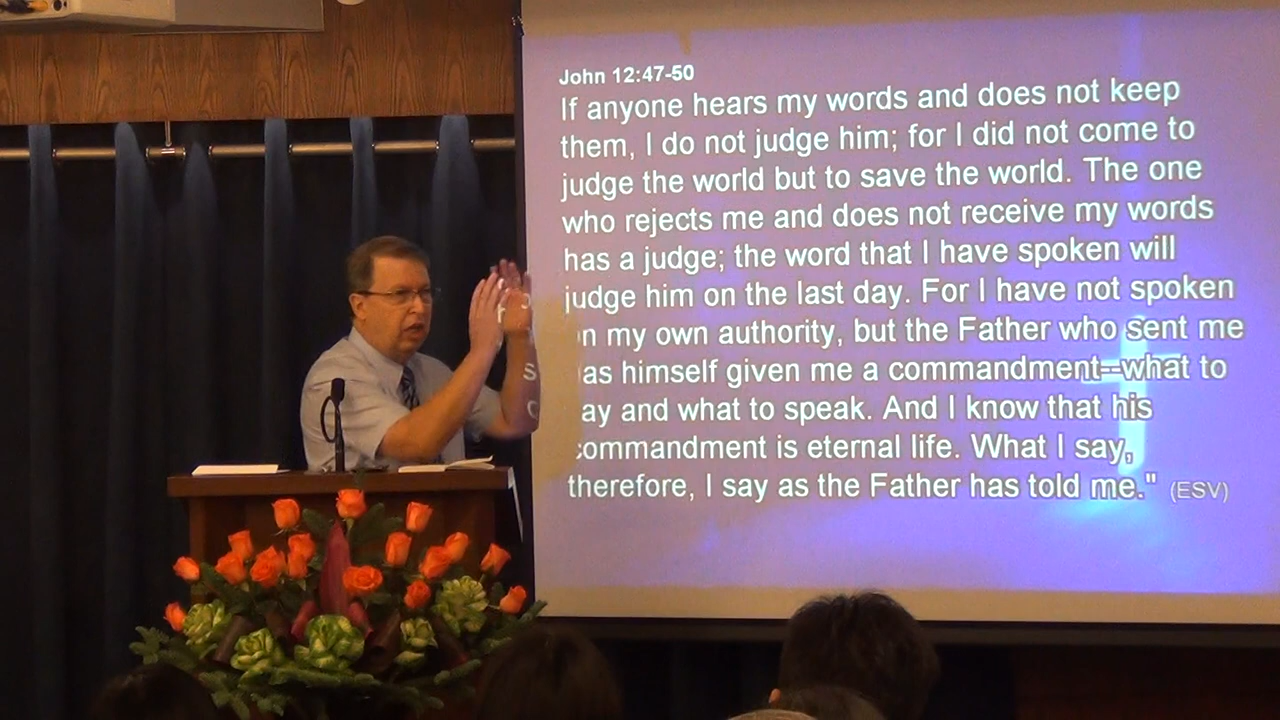 John 12:47-50
If anyone hears my words and does not keep
them, I do not judge him; for I did not come to
judge the world but to save the world. The one
who rejects me and does not receive my words
has a judge; the word that I have spoken will
judge him on the last day. For I have not spoken
n my own authority, but the Father who sent me
as himself given me a commandment--what to
ay and what to speak. And I know that his
commandment is eternal life. What I say,
therefore, I say as the Father has told me." (ESV)